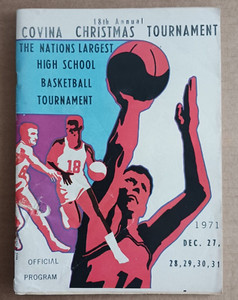 18th Annual
COVINA CHRISTMAS TOURNAMENT
THE NATIONS LARGEST
HIGH SCHOOL
BASKETBALL
TOURNAMENT
18
1971
DEC. 27,
28,29,30,31
OFFICIAL
PROGRAM